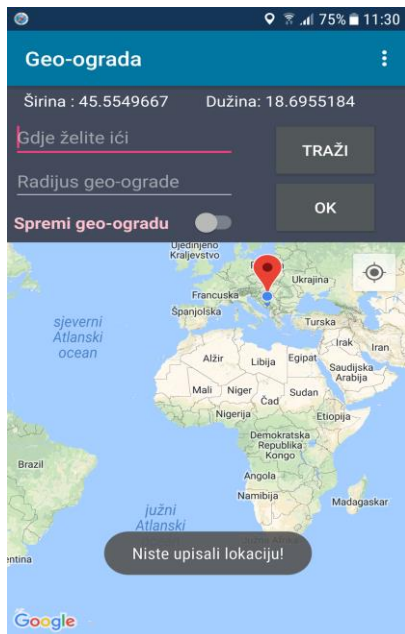 75% 11:30
Geo-ograda
Širina : 45.5549667 Dužina: 18.6955184
Gdje želite ići
TRAŽI
Radijus geo-ograde
OK
Spremi geo-ogradu
Ujedinjeno
Kraljevstvo
Ukrajina
Francuska
Španjolska
Turska
sjeverni
Atlanski
ocean
Irak
Iran
Alžir
Libija
Egipat
Saudijska
Arabija
Mali
Niger
Čad
Sudan
Nigerija
Etiopija
Demokratska
Republika
Kongo
Brazil
Angola
Namibija
Madagaskar
južni
Atlanski
Niste upisali lokaciju!
entina
Google